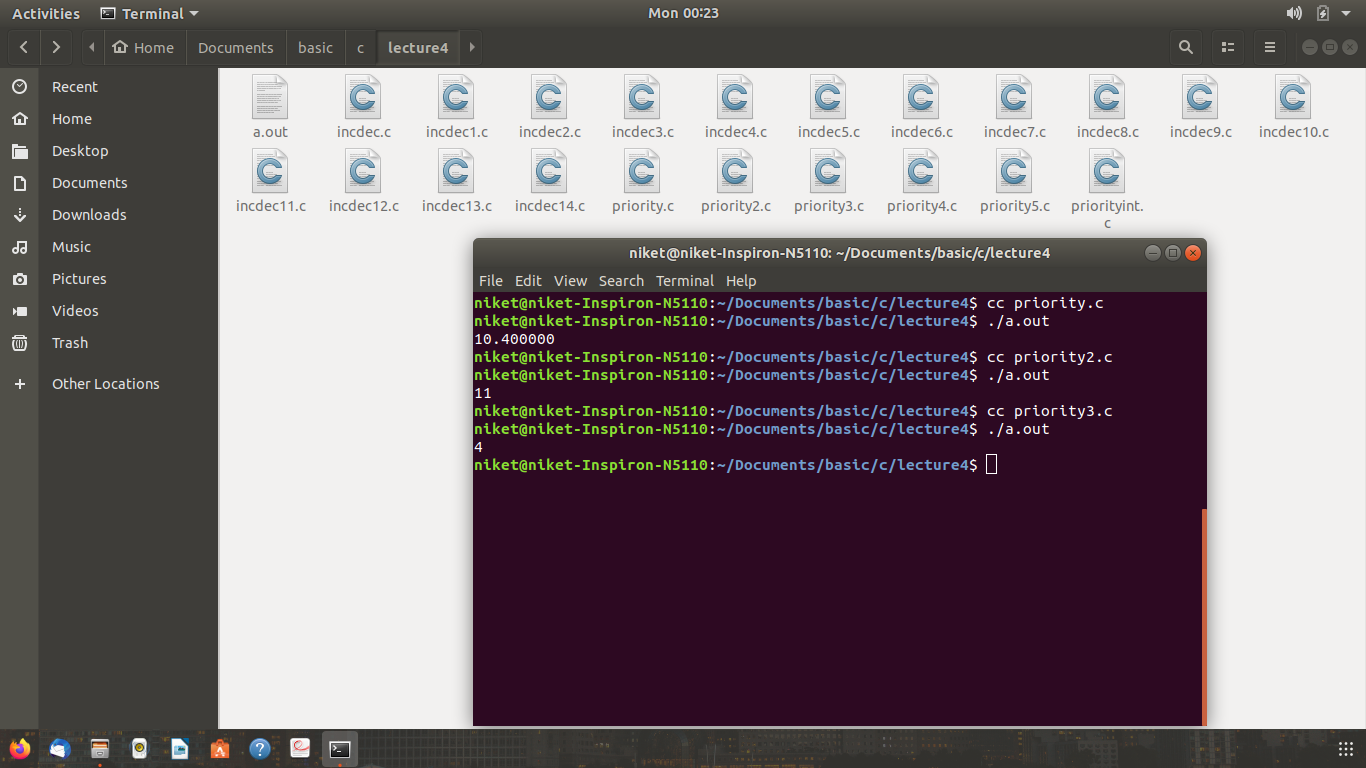 Activities Terminal Mon 00:23
Home Documents basic c lecture4
Recent
Home
Desktop
Documents
Downloads
Music
Pictures
Videos
Trash
Other Locations
a.out incdec.c incdec1.c incdec2.c incdec3.c incdec4.c incdec5.c incdec6.c incdec7.c incdec8.c incdec9.c incdec10.c
incdec11.c incdec12.c incdec13.c incdec14.c priority.c priority2.c priority3.c priority4.c priority5.c priorityint.
c
niket@niket-Inspiron-N5110: ~/Documents/basic/c/lecture4
File Edit View Search Terminal Help
niket@niket-Inspiron-N5110:~/Documents/basic/c/lecture4$ cc priority.c
niket@niket-Inspiron-N5110:~/Documents/basic/c/lecture4$ ./a.out
10.400000
niket@niket-Inspiron-N5110:~/Documents/basic/c/lecture4$ cc priority2.c
niket@niket-Inspiron-N5110:~/Documents/basic/c/lecture4$ ./a.out
11
niket@niket-Inspiron-N5110:~/Documents/basic/c/lecture4$ cc priority3.c
niket@niket-Inspiron-N5110:~/Documents/basic/c/lecture4$ ./a.out
4
niket@niket-Inspiron-N5110:~/Documents/basic/c/lecture4$